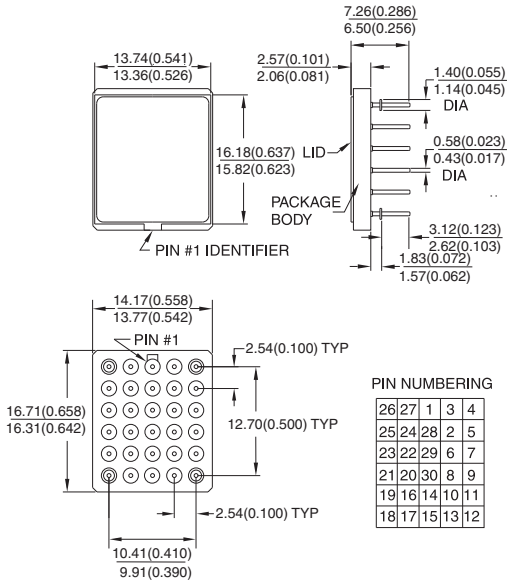 7.26(0.286)
6.50(0.256)
13.74(0.541)
13.36(0.526)
2.57(0.101)
2.06(0.081)
1.40(0.055)
1.14(0.045)
DIA
16.18(0.637)
15.82(0.623)
LID
0.58(0.023)
0.43(0.017)
DIA
PACKAGE
BODY
PIN #1 IDENTIFIER
3.12(0.123)
2.62(0.103)
1.83(0.072)
1.57(0.062)
14.17(0.558)
13.77(0.542)
PIN #1
2.54(0.100) TYP
16.71(0.658)
16.31(0.642)
12.70(0.500) TYP
2.54(0.100) TYP
10.41(0.410)
9.91(0.390)
PIN NUMBERING
26 27 1 3 4
25 24 28 2 5
23 22 29 6 7
21 20 30 8 9
19 16 14 10 11
18 17 15 13 12